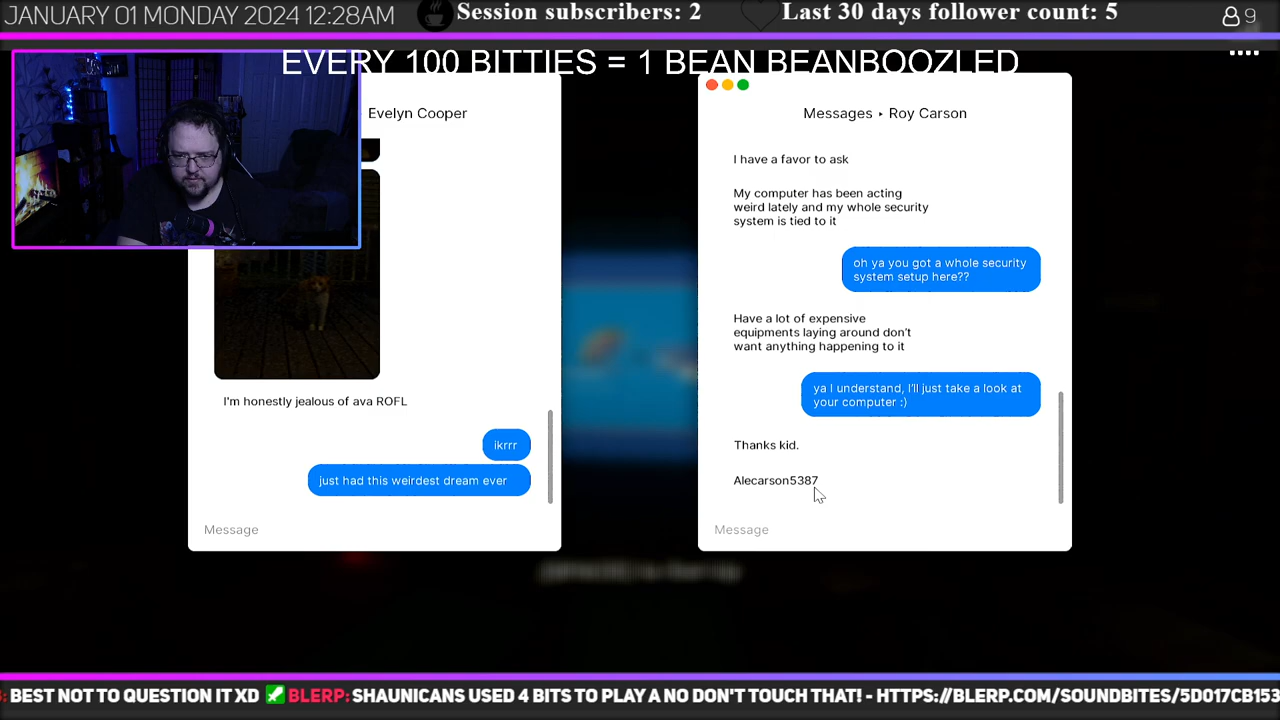 JANUARY 01 MONDAY 2024 12:28AM
Session subscribers: 2
Last 30 days follower count: 5
9
EVERY 100 BITTIES = 1 BEAN BEANBOOZLED
Evelyn Cooper
I'm honestly jealous of ava ROFL
ikrrr
just had this weirdest dream ever
Message
Messages ‣ Roy Carson
I have a favor to ask
My computer has been acting
weird lately and my whole security
system is tied to it
oh ya you got a whole security
system setup here??
Have a lot of expensive
equipments laying around don't
want anything happening to it
ya I understand, I'll just take a look at
your computer :)
Thanks kid.
Alecarson5387
Message
: BEST NOT TO QUESTION IT XD ✅ BLERP: SHAUNICANS USED 4 BITS TO PLAY A NO DON'T TOUCH THAT! - HTTPS://BLERP.COM/SOUNDBITES/5D017CB153